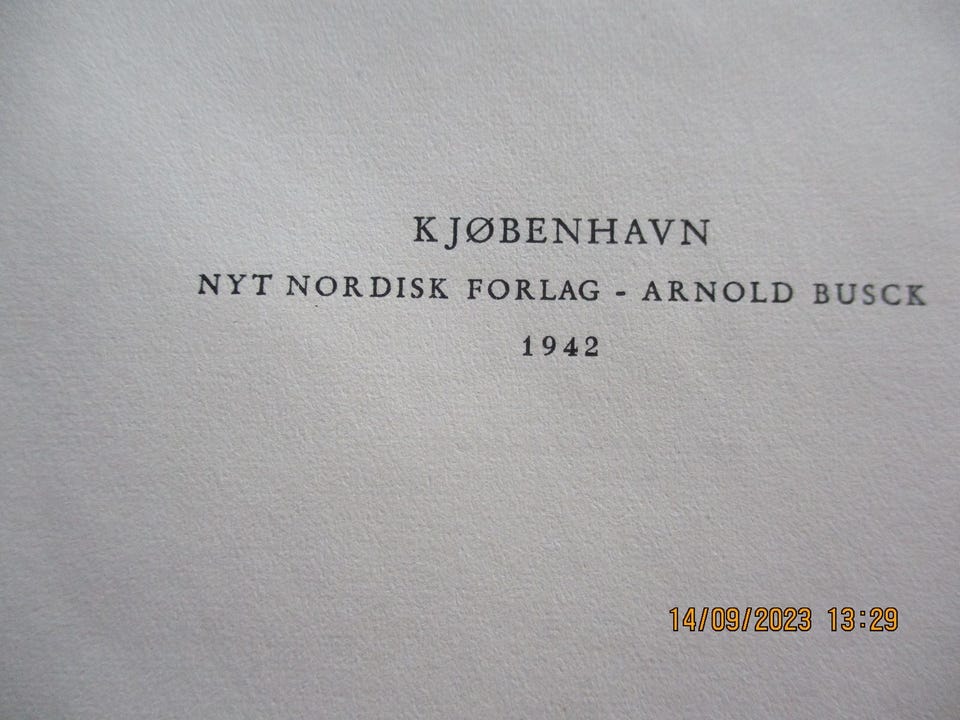 KJØBENHAVN
NYT NORDISK FORLAG - ARNOLD BUSCK
1942
14/09/2023 13:29